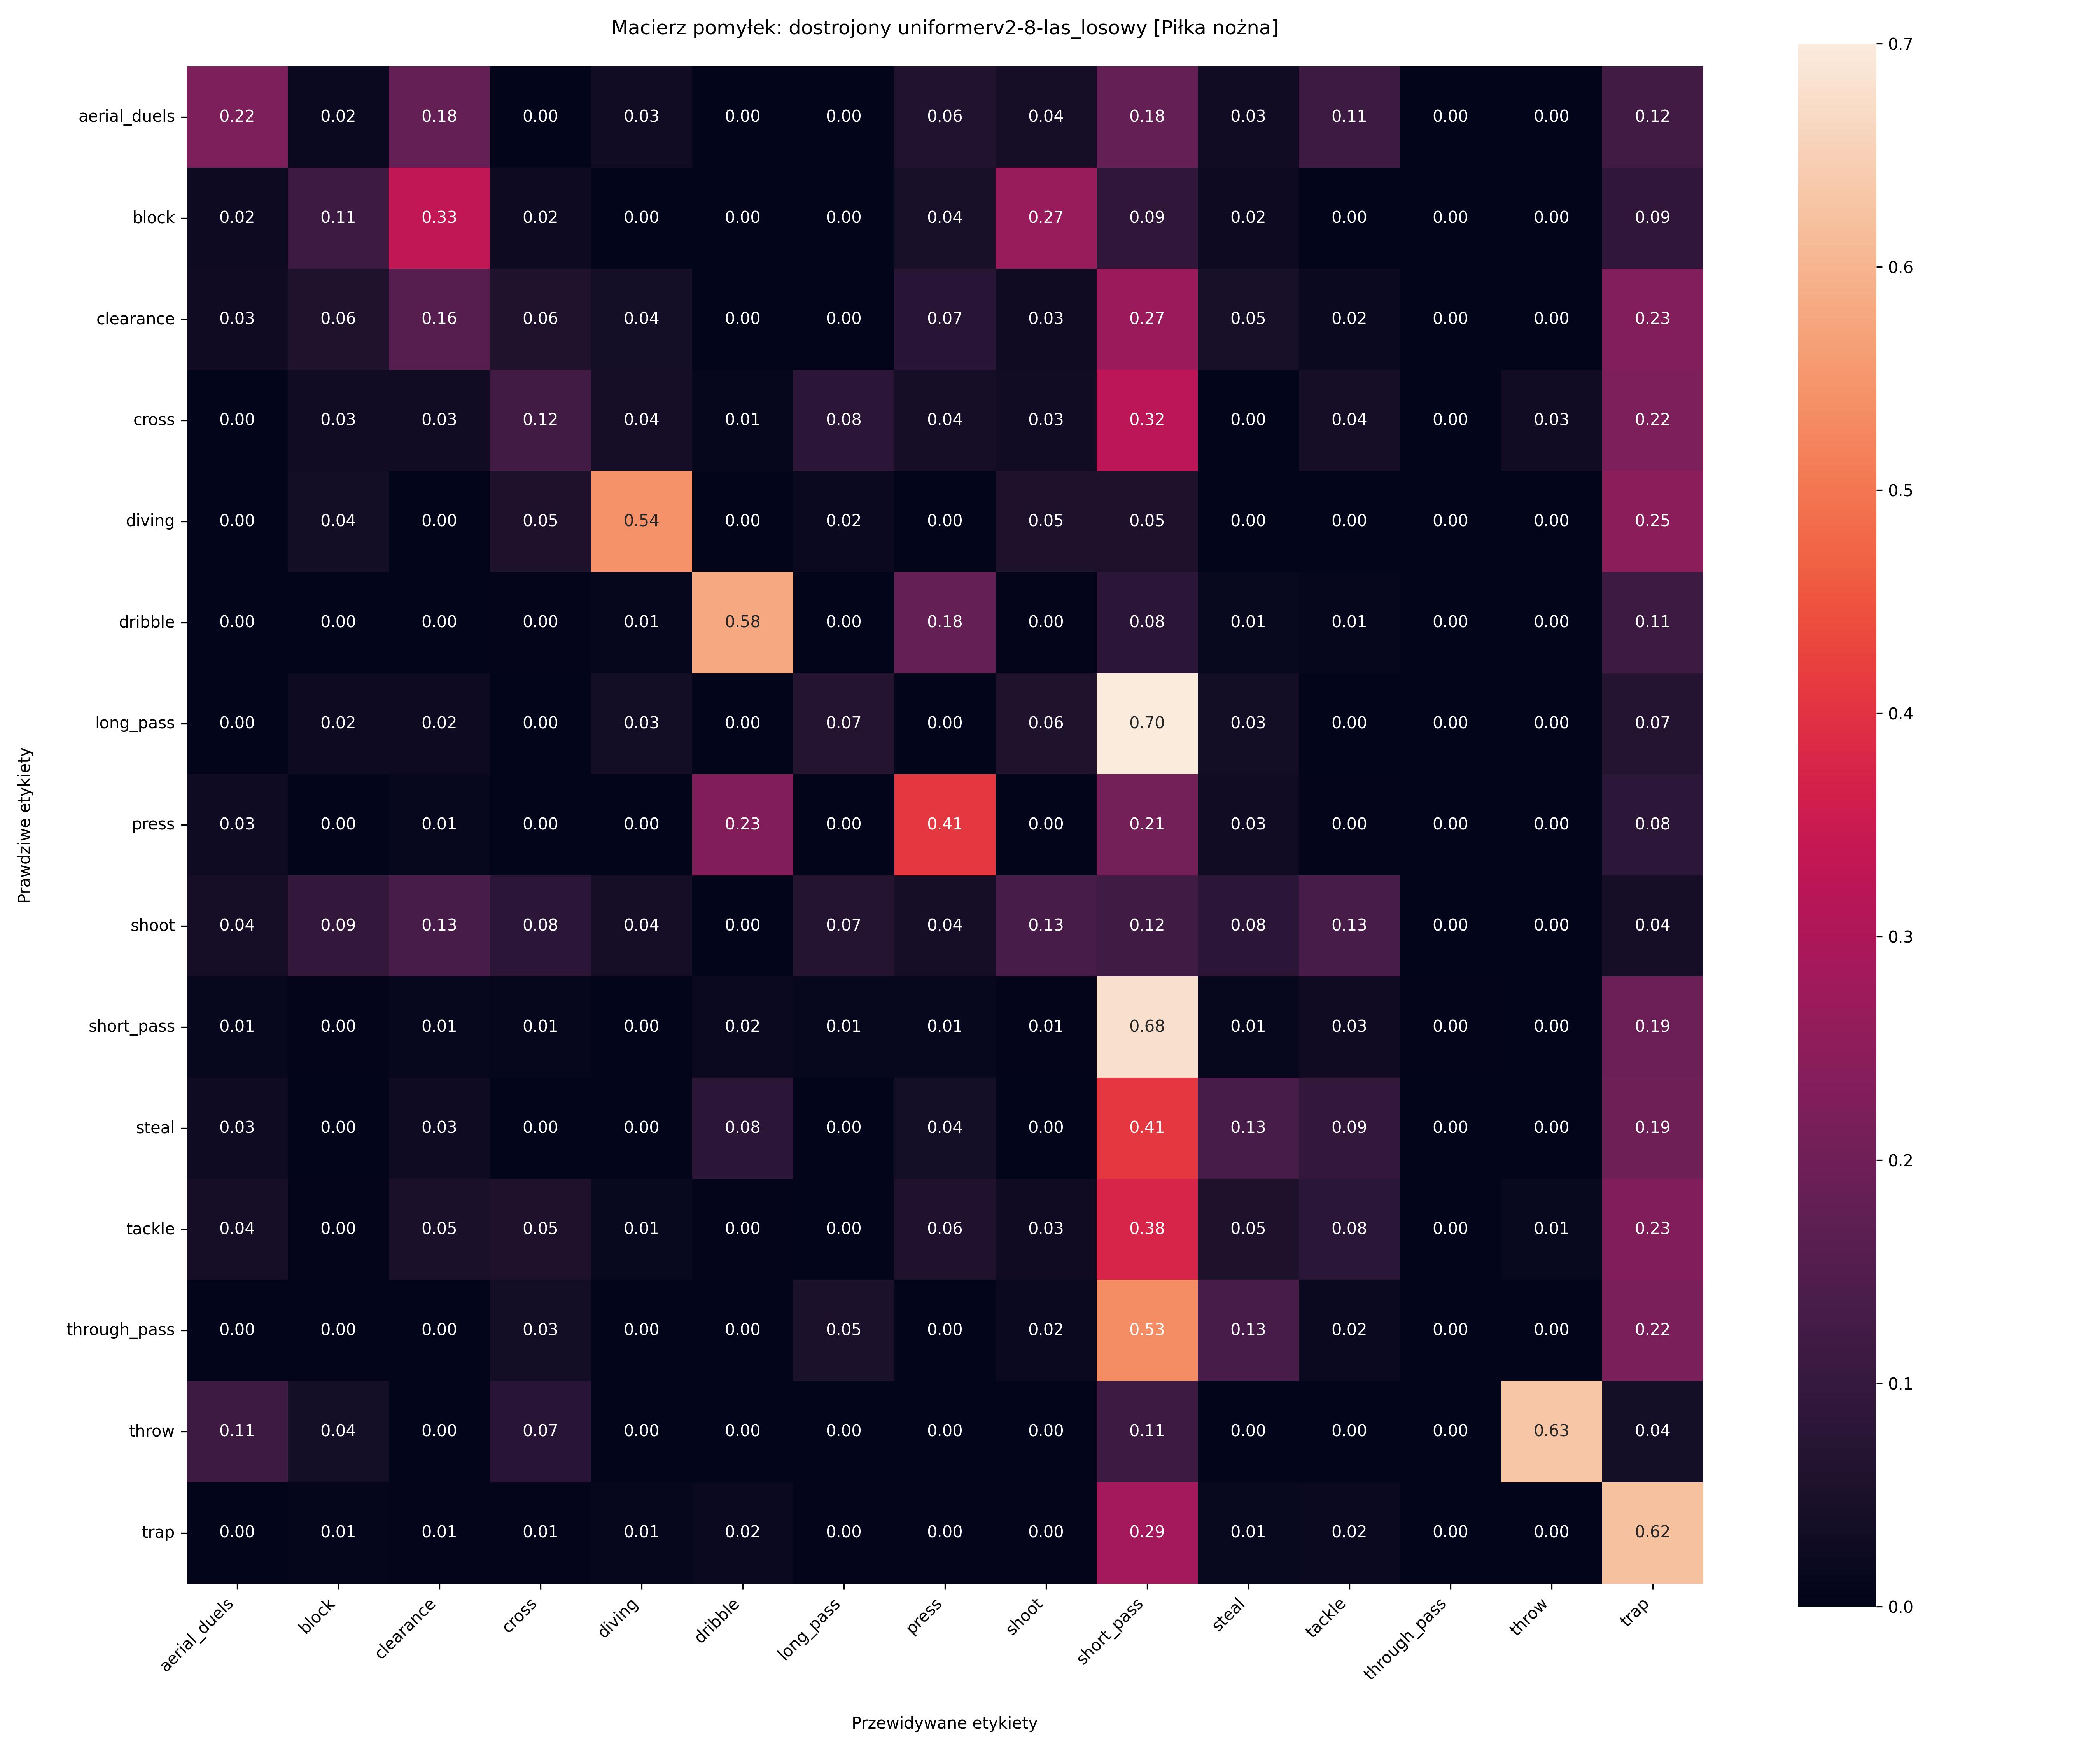 Macierz pomyłek: dostrojony uniformerv2-8-las_losowy [Piłka nożna]
aerial_duels 0.22 0.02 0.18 0.00 0.03 0.00 0.00 0.06 0.04 0.18 0.03 0.11 0.00 0.00 0.12
block 0.02 0.11 0.33 0.02 0.00 0.00 0.00 0.04 0.27 0.09 0.02 0.00 0.00 0.00 0.09
clearance 0.03 0.06 0.16 0.06 0.04 0.00 0.00 0.07 0.03 0.27 0.05 0.02 0.00 0.00 0.23
cross 0.00 0.03 0.03 0.12 0.04 0.01 0.08 0.04 0.03 0.32 0.00 0.04 0.00 0.03 0.22
diving 0.00 0.04 0.00 0.05 0.54 0.00 0.02 0.00 0.05 0.05 0.00 0.00 0.00 0.00 0.25
dribble 0.00 0.00 0.00 0.00 0.01 0.58 0.00 0.18 0.00 0.08 0.01 0.01 0.00 0.00 0.11
long_pass 0.00 0.02 0.02 0.00 0.03 0.00 0.07 0.00 0.06 0.70 0.03 0.00 0.00 0.00 0.07
press 0.03 0.00 0.01 0.00 0.00 0.23 0.00 0.41 0.00 0.21 0.03 0.00 0.00 0.00 0.08
shoot 0.04 0.09 0.13 0.08 0.04 0.00 0.07 0.04 0.13 0.12 0.08 0.13 0.00 0.00 0.04
short_pass 0.01 0.00 0.01 0.01 0.00 0.02 0.01 0.01 0.01 0.68 0.01 0.03 0.00 0.00 0.19
steal 0.03 0.00 0.03 0.00 0.00 0.08 0.00 0.04 0.00 0.41 0.13 0.09 0.00 0.00 0.19
tackle 0.04 0.00 0.05 0.05 0.01 0.00 0.00 0.06 0.03 0.38 0.05 0.08 0.00 0.01 0.23
through_pass 0.00 0.00 0.00 0.03 0.00 0.00 0.05 0.00 0.02 0.53 0.13 0.02 0.00 0.00 0.22
throw 0.11 0.04 0.00 0.07 0.00 0.00 0.00 0.00 0.00 0.11 0.00 0.00 0.00 0.63 0.04
trap 0.00 0.01 0.01 0.01 0.01 0.02 0.00 0.00 0.00 0.29 0.01 0.02 0.00 0.00 0.62
aerial_duels block clearance cross diving dribble long_pass press shoot short_pass steal tackle through_pass throw trap
Przewidywane etykiety
Prawdziwe etykiety
0.7
0.6
0.5
0.4
0.3
0.2
0.1
0.0